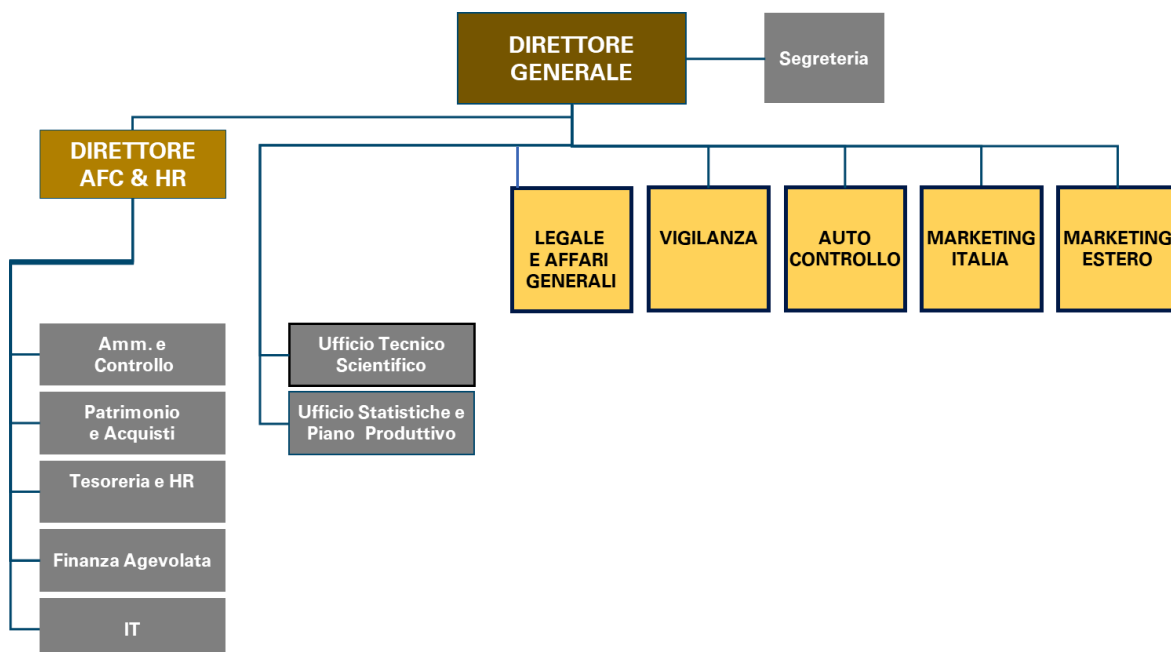 DIRETTORE
GENERALE
Segreteria
DIRETTORE
AFC & HR
LEGALE
E AFFARI
GENERALI
VIGILANZA
AUTO
CONTROLLO
MARKETING
ITALIA
MARKETING
ESTERO
Amm. e
Controllo
Patrimonio
e Acquisti
Tesoreria e HR
Finanza Agevolata
IT
Ufficio Tecnico
Scientifico
Ufficio Statistiche e
Piano Produttivo